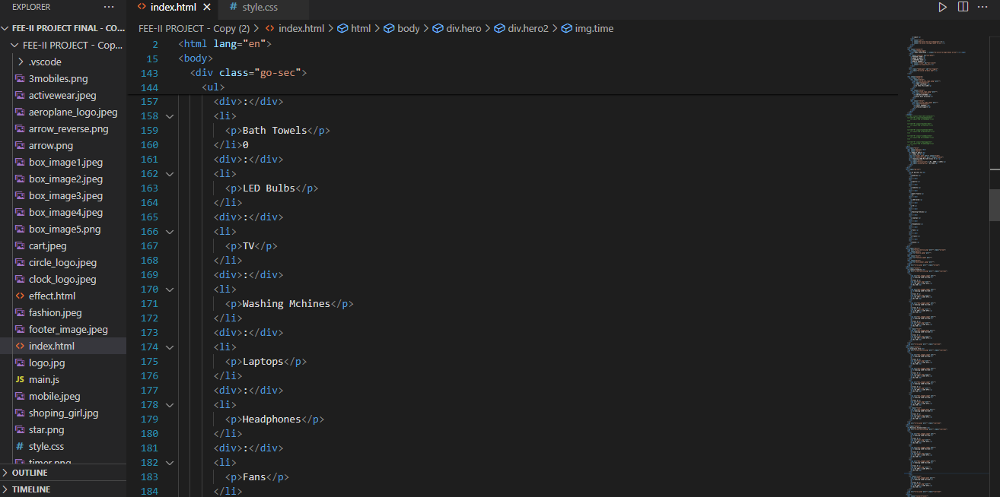 EXPLORER ···
index.html ×
# style.css
FEE-II PROJECT FINAL - CO...
FEE-II PROJECT - Copy (2) > index.html > html > body > div.hero > div.hero2 > img.time
FEE-II PROJECT - Cop...
.vscode
3mobiles.png
activewear.jpeg
aeroplane_logo.jpeg
arrow_reverse.png
arrow.png
box_image1.jpeg
box_image2.jpeg
box_image3.jpeg
box_image4.jpeg
box_image5.png
cart.jpeg
circle_logo.jpeg
clock_logo.jpeg
<> effect.html
fashion.jpeg
footer_image.jpeg
<> index.html
logo.jpg
JS main.js
mobile.jpeg
shoping_girl.jpg
star.png
# style.css
timer.png
OUTLINE
TIMELINE
2 <html lang="en">
15 <body>
143 <div class="go-sec">
144 <ul>
157 <div>:</div>
158 <li>
159 <p>Bath Towels</p>
160 </li>0
161 <div>:</div>
162 <li>
163 <p>LED Bulbs</p>
164 </li>
165 <div>:</div>
166 <li>
167 <p>TV</p>
168 </li>
169 <div>:</div>
170 <li>
171 <p>Washing Mchines</p>
172 </li>
173 <div>:</div>
174 <li>
175 <p>Laptops</p>
176 </li>
177 <div>:</div>
178 <li>
179 <p>Headphones</p>
180 </li>
181 <div>:</div>
182 <li>
183 <p>Fans</p>
184 </li>